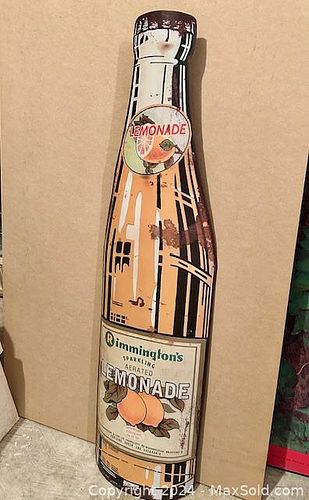 LEMONADE
Rimmington's
SPARKLING
AERATED
LEMONADE
Copyright 2024 - MaxSold.com